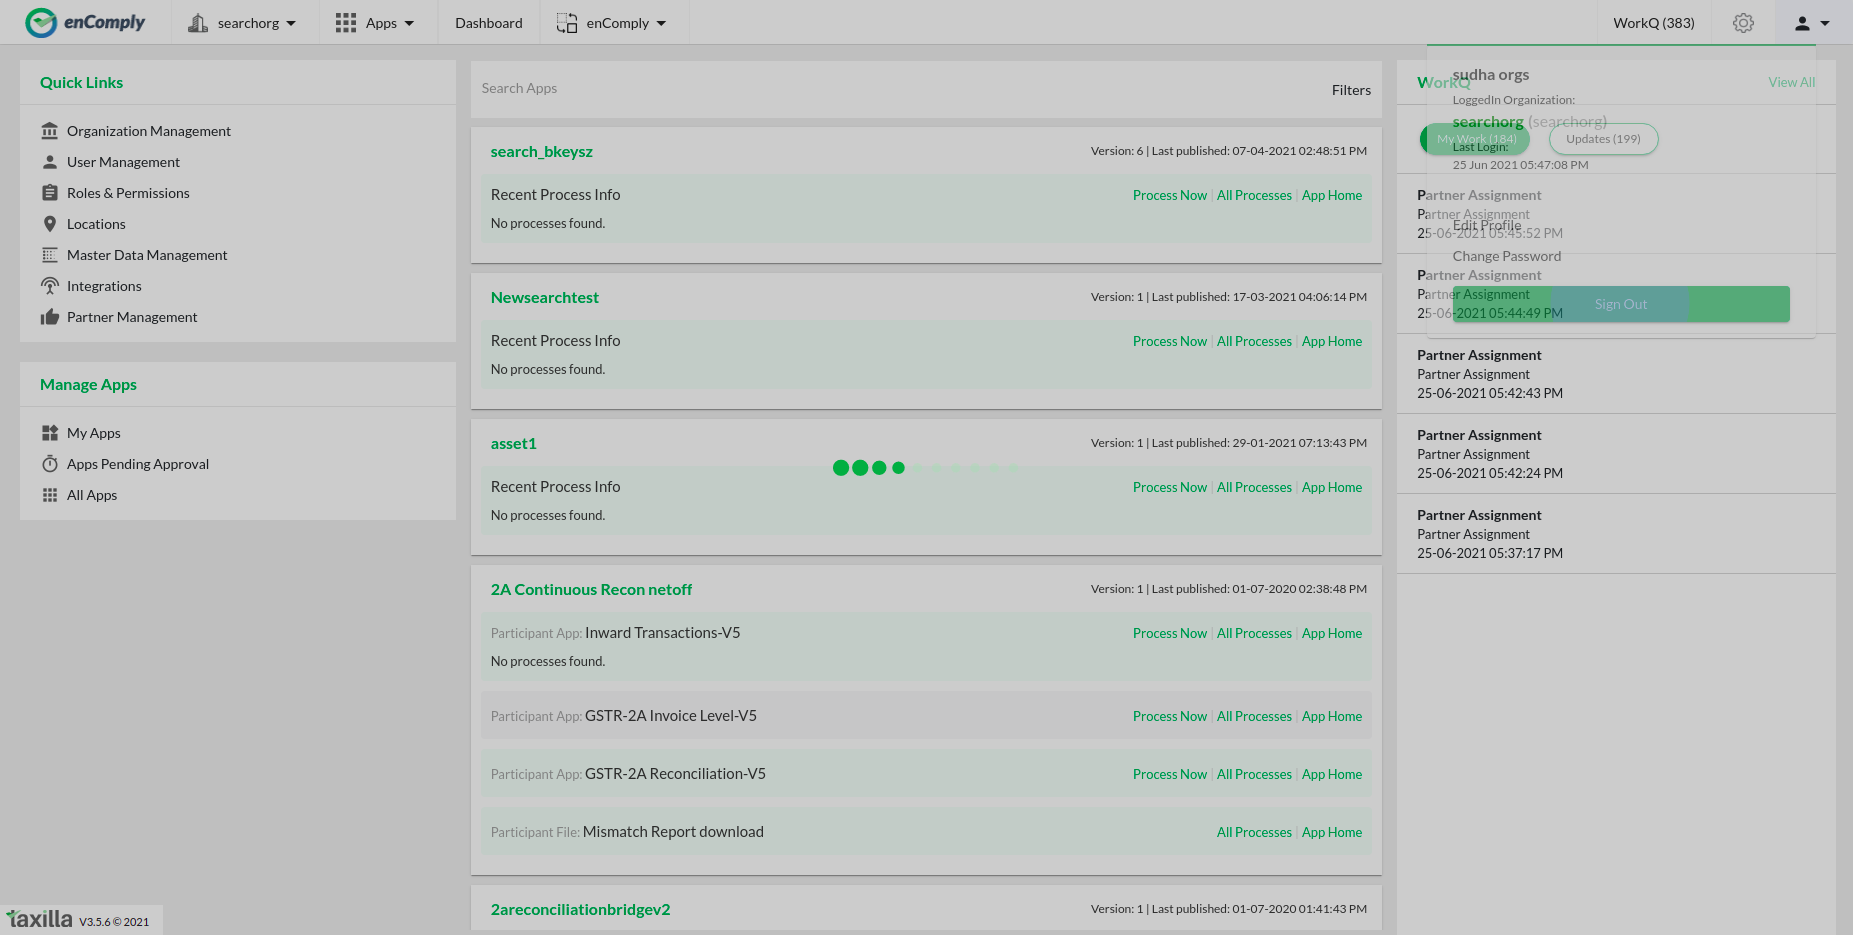 enComply
searchorg
Apps
Dashboard
enComply
WorkQ (383)
Quick Links
Organization Management
User Management
Roles & Permissions
Locations
Master Data Management
Integrations
Partner Management
Manage Apps
My Apps
Apps Pending Approval
All Apps
Search Apps
Filters
search_bkeysz
Version: 6 | Last published: 07-04-2021 02:48:51 PM
Recent Process Info
Process Now | All Processes | App Home
No processes found.
Newsearchtest
Version: 1 | Last published: 17-03-2021 04:06:14 PM
Recent Process Info
Process Now | All Processes | App Home
No processes found.
asset1
Version: 1 | Last published: 29-01-2021 07:13:43 PM
Recent Process Info
Process Now | All Processes | App Home
No processes found.
2A Continuous Recon netoff
Version: 1 | Last published: 01-07-2020 02:38:48 PM
Participant App: Inward Transactions-V5
Process Now | All Processes | App Home
No processes found.
Participant App: GSTR-2A Invoice Level-V5
Process Now | All Processes | App Home
Participant App: GSTR-2A Reconciliation-V5
Process Now | All Processes | App Home
Participant File: Mismatch Report download
All Processes | App Home
2areconciliationbridgev2
Version: 1 | Last published: 01-07-2020 01:41:43 PM
sudha orgs
WorkQ
View All
LoggedIn Organization:
searchorg (searchorg)
My Work (184)
Updates (199)
Last Login:
25 Jun 2021 05:47:08 PM
Partner Assignment
Partner Assignment
25-06-2021 05:45:52 PM
Edit Profile
Change Password
Partner Assignment
Partner Assignment
25-06-2021 05:44:49 PM
Sign Out
Partner Assignment
Partner Assignment
25-06-2021 05:42:43 PM
Partner Assignment
Partner Assignment
25-06-2021 05:42:24 PM
Partner Assignment
Partner Assignment
25-06-2021 05:37:17 PM
taxilla V3.5.6 © 2021